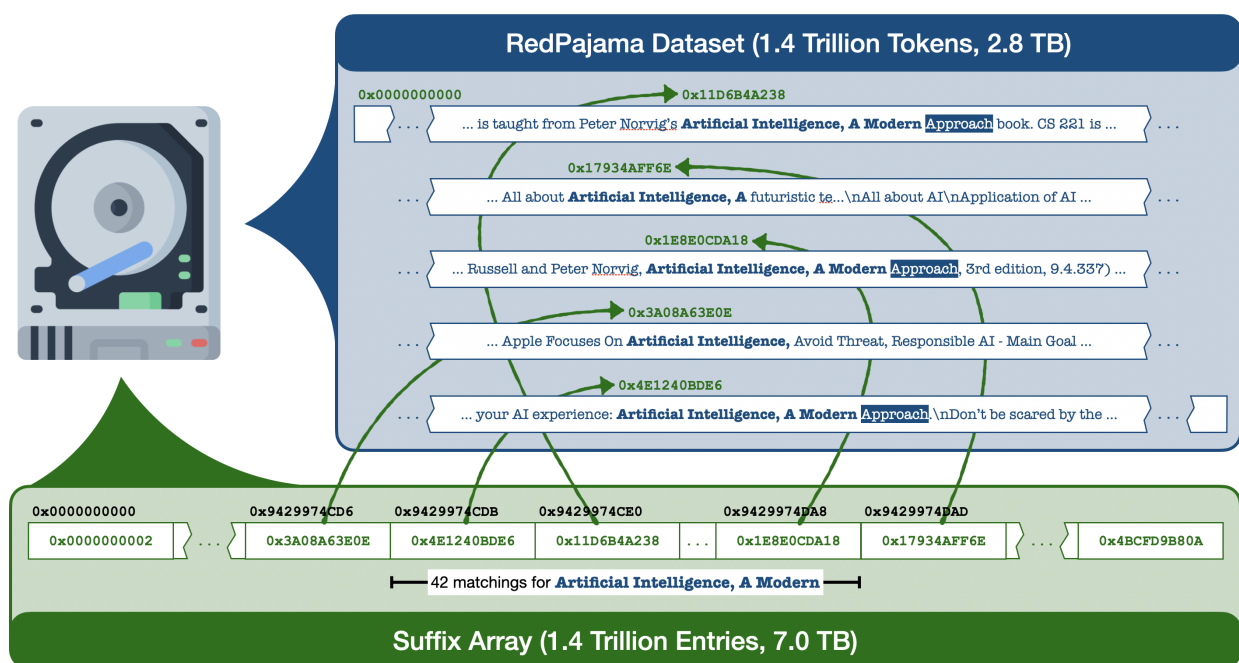 RedPajama Dataset (1.4 Trillion Tokens, 2.8 TB)
0x0000000000
0x11D6B4A238
... ... is taught from Peter Norvig's Artificial Intelligence, A Modern Approach book. CS 221 is ... ...
0x17934AFF6E
... ... All about Artificial Intelligence, A futuristic te...\nAll about AI\nApplication of AI ... ...
0x1E8E0CDA18
... ... Russell and Peter Norvig, Artificial Intelligence, A Modern Approach, 3rd edition, 9.4.337) ... ...
0x3A08A63E0E
... ... Apple Focuses On Artificial Intelligence, Avoid Threat, Responsible AI - Main Goal ... ...
0x4E1240BDE6
... ... your AI experience: Artificial Intelligence, A Modern Approach.\nDon't be scared by the ... ...
0x0000000000 0x9429974CD6 0x9429974CDB 0x9429974CE0 0x9429974DA8 0x9429974DAD
0x0000000002 ... 0x3A08A63E0E 0x4E1240BDE6 0x11D6B4A238 ... 0x1E8E0CDA18 0x17934AFF6E ... 0x4BCFD9B80A
42 matchings for Artificial Intelligence, A Modern
Suffix Array (1.4 Trillion Entries, 7.0 TB)